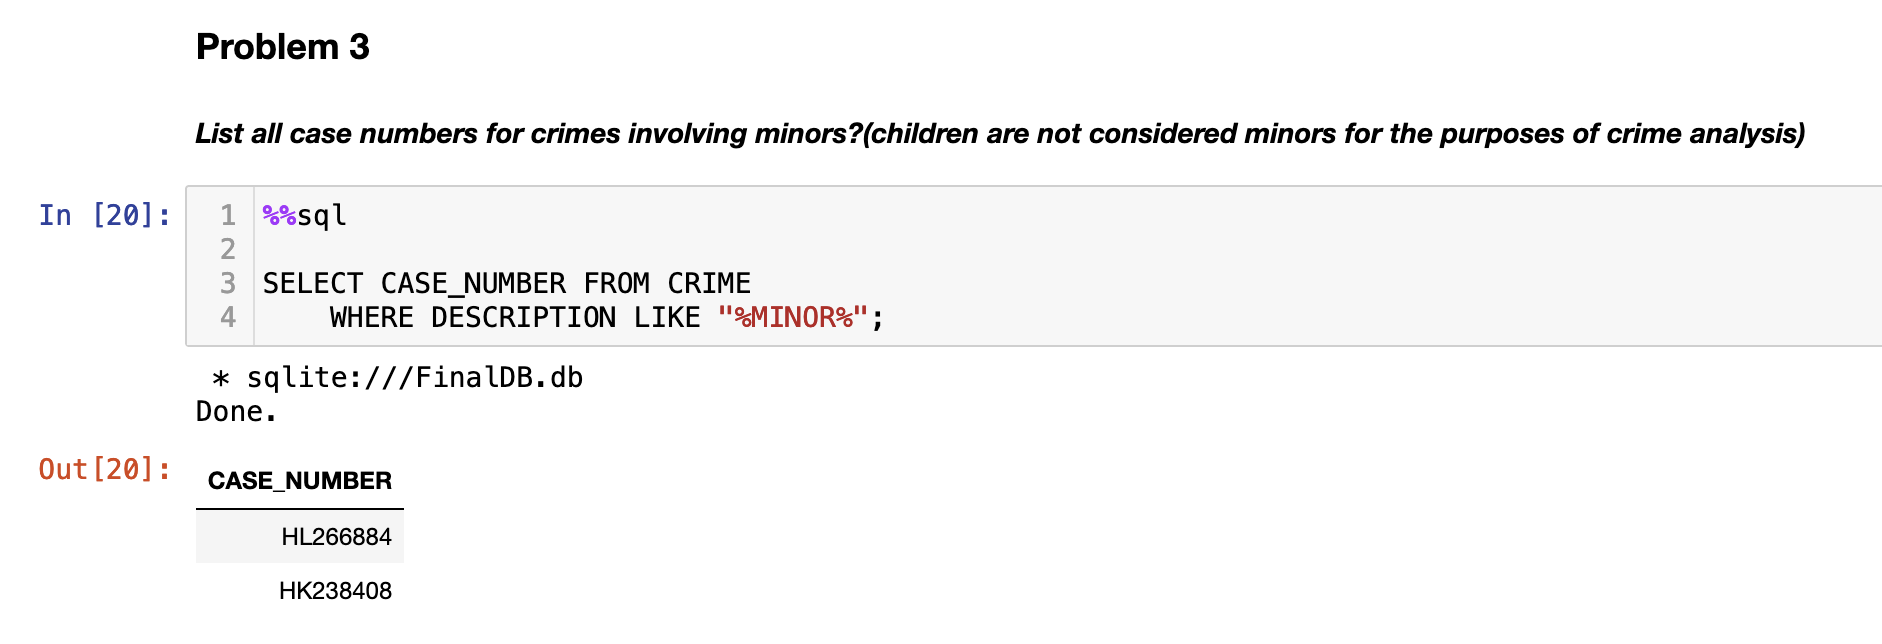 Problem 3
List all case numbers for crimes involving minors?(children are not considered minors for the purposes of crime analysis)
In [20]:
1 %%sql
2
3 SELECT CASE_NUMBER FROM CRIME
4     WHERE DESCRIPTION LIKE "%MINOR%";
* sqlite:///FinalDB.db
Done.
Out[20]:
CASE_NUMBER
HL266884
HK238408